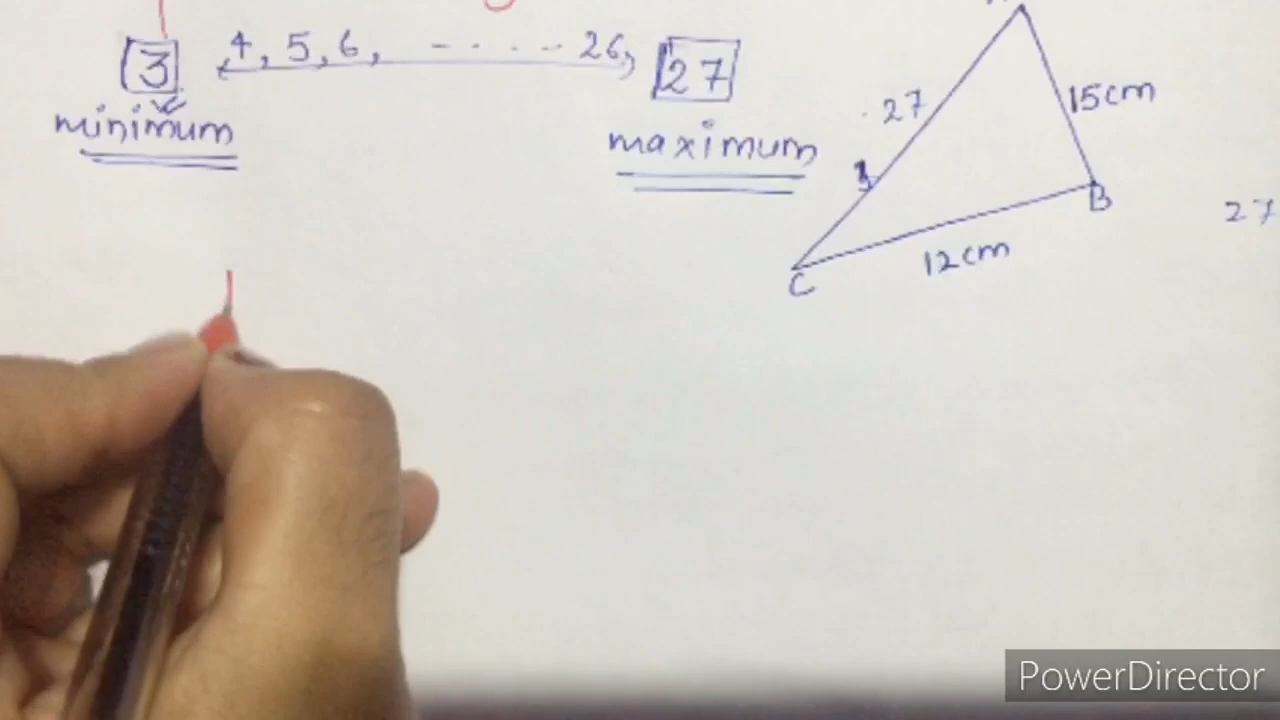 3 , 4, 5, 6, - - - - - 26, 27
minimum
maximum
27
15cm
B
27
12cm
C
PowerDirector